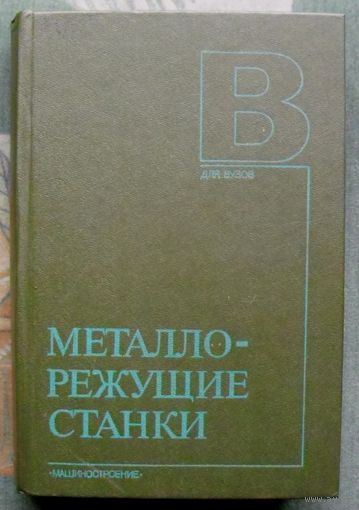 В
ДЛЯ ВУЗОВ
МЕТАЛЛО-
РЕЖУЩИЕ
СТАНКИ
«МАШИНОСТРОЕНИЕ»